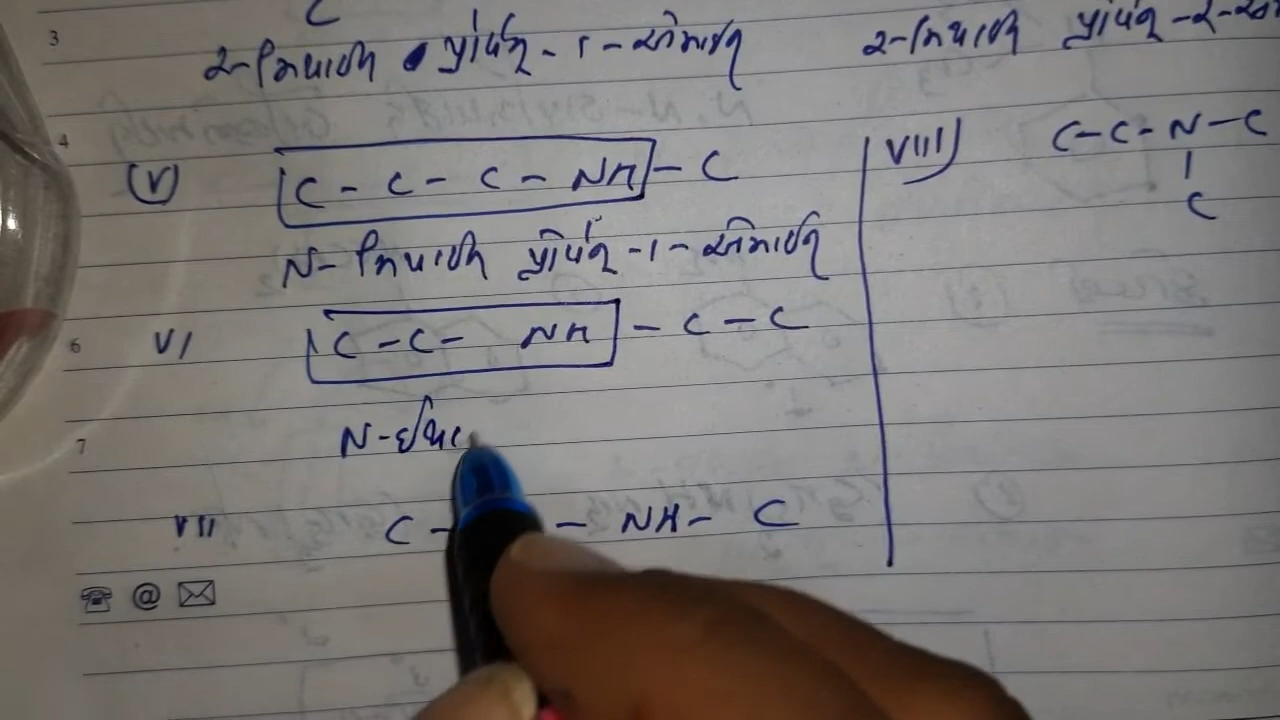 3
C
2-મિથાઈલ પ્રોપેન-1-એમાઈન
2-મિથાઈલ પ્રોપેન-2-
4
(V) C - C - C - NH - C
N-મિથાઈલ પ્રોપેન-1-એમાઈન
6
VI C - C - NH - C - C
7
N-ઈથા
VII C - - NH - C
VIII) C-C-N-C
|
C